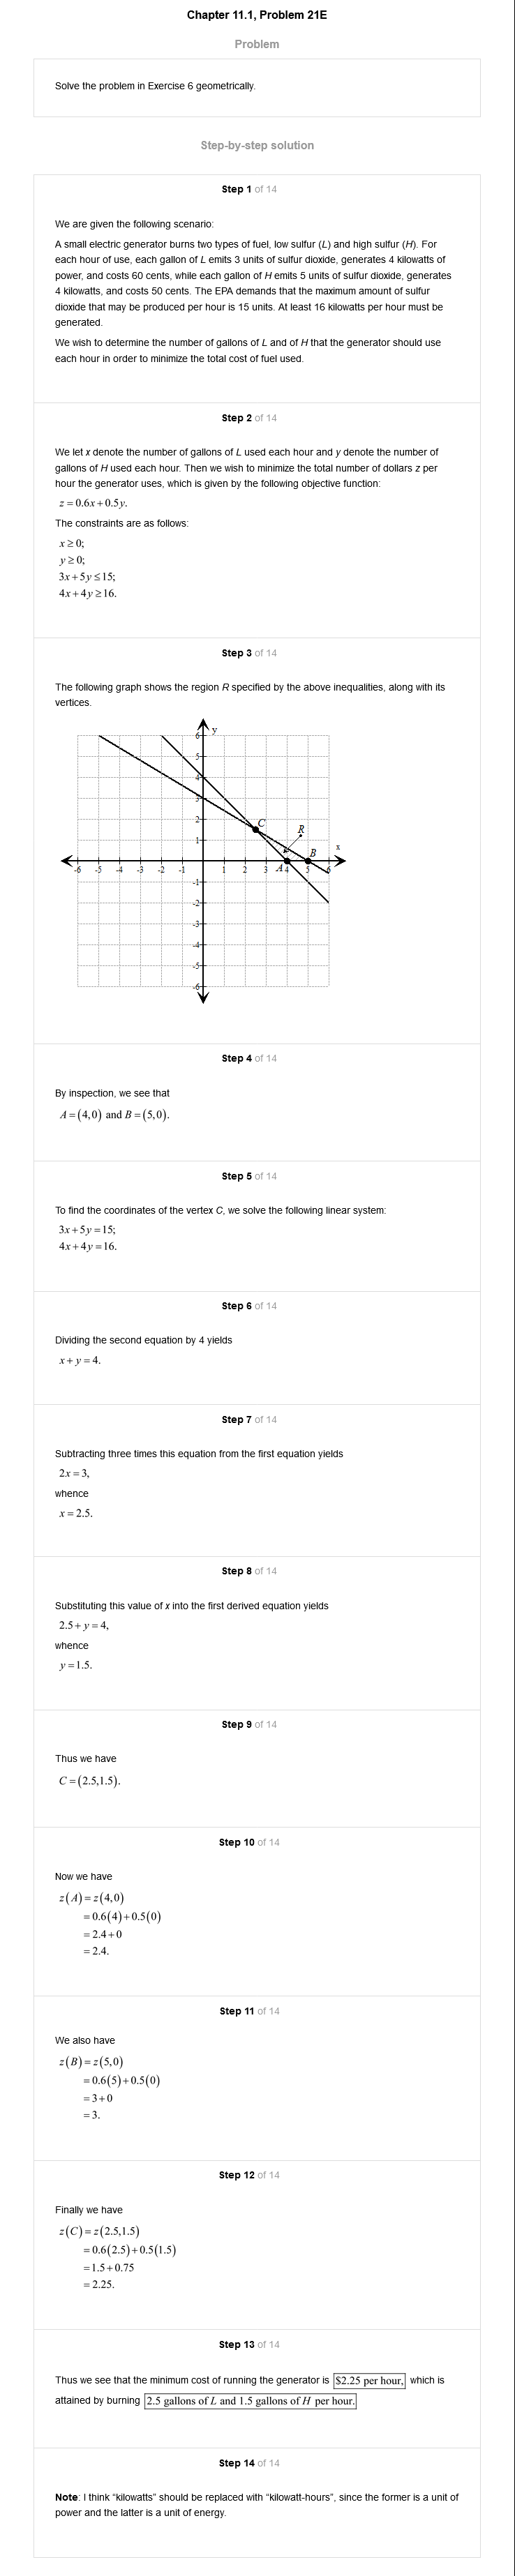 Chapter 11.1, Problem 21E
Problem
Solve the problem in Exercise 6 geometrically.
Step-by-step solution
Step 1 of 14
We are given the following scenario:
A small electric generator burns two types of fuel, low sulfur (L) and high sulfur (H). For
each hour of use, each gallon of L emits 3 units of sulfur dioxide, generates 4 kilowatts of
power, and costs 60 cents, while each gallon of H emits 5 units of sulfur dioxide, generates
4 kilowatts, and costs 50 cents. The EPA demands that the maximum amount of sulfur
dioxide that may be produced per hour is 15 units. At least 16 kilowatts per hour must be
generated.
We wish to determine the number of gallons of L and of H that the generator should use
each hour in order to minimize the total cost of fuel used.
Step 2 of 14
We let x denote the number of gallons of L used each hour and y denote the number of
gallons of H used each hour. Then we wish to minimize the total number of dollars z per
hour the generator uses, which is given by the following objective function:
z = 0.6x + 0.5y.
The constraints are as follows:
x ≥ 0;
y ≥ 0;
3x + 5y ≤ 15;
4x + 4y ≥ 16.
Step 3 of 14
The following graph shows the region R specified by the above inequalities, along with its
vertices.
y
6
5
4
3
2
C
R
1
B
x
-6 -5 -4 -3 -2 -1 1 2 3 A 4 5 6
-1
-2
-3
-4
-5
-6
Step 4 of 14
By inspection, we see that
A = (4,0) and B = (5,0).
Step 5 of 14
To find the coordinates of the vertex C, we solve the following linear system:
3x + 5y = 15;
4x + 4y = 16.
Step 6 of 14
Dividing the second equation by 4 yields
x + y = 4.
Step 7 of 14
Subtracting three times this equation from the first equation yields
2x = 3,
whence
x = 2.5.
Step 8 of 14
Substituting this value of x into the first derived equation yields
2.5 + y = 4,
whence
y = 1.5.
Step 9 of 14
Thus we have
C = (2.5,1.5).
Step 10 of 14
Now we have
z(A) = z(4,0)
= 0.6(4) + 0.5(0)
= 2.4 + 0
= 2.4.
Step 11 of 14
We also have
z(B) = z(5,0)
= 0.6(5) + 0.5(0)
= 3 + 0
= 3.
Step 12 of 14
Finally we have
z(C) = z(2.5,1.5)
= 0.6(2.5) + 0.5(1.5)
= 1.5 + 0.75
= 2.25.
Step 13 of 14
Thus we see that the minimum cost of running the generator is $2.25 per hour, which is
attained by burning 2.5 gallons of L and 1.5 gallons of H per hour.
Step 14 of 14
Note: I think “kilowatts” should be replaced with “kilowatt-hours”, since the former is a unit of
power and the latter is a unit of energy.